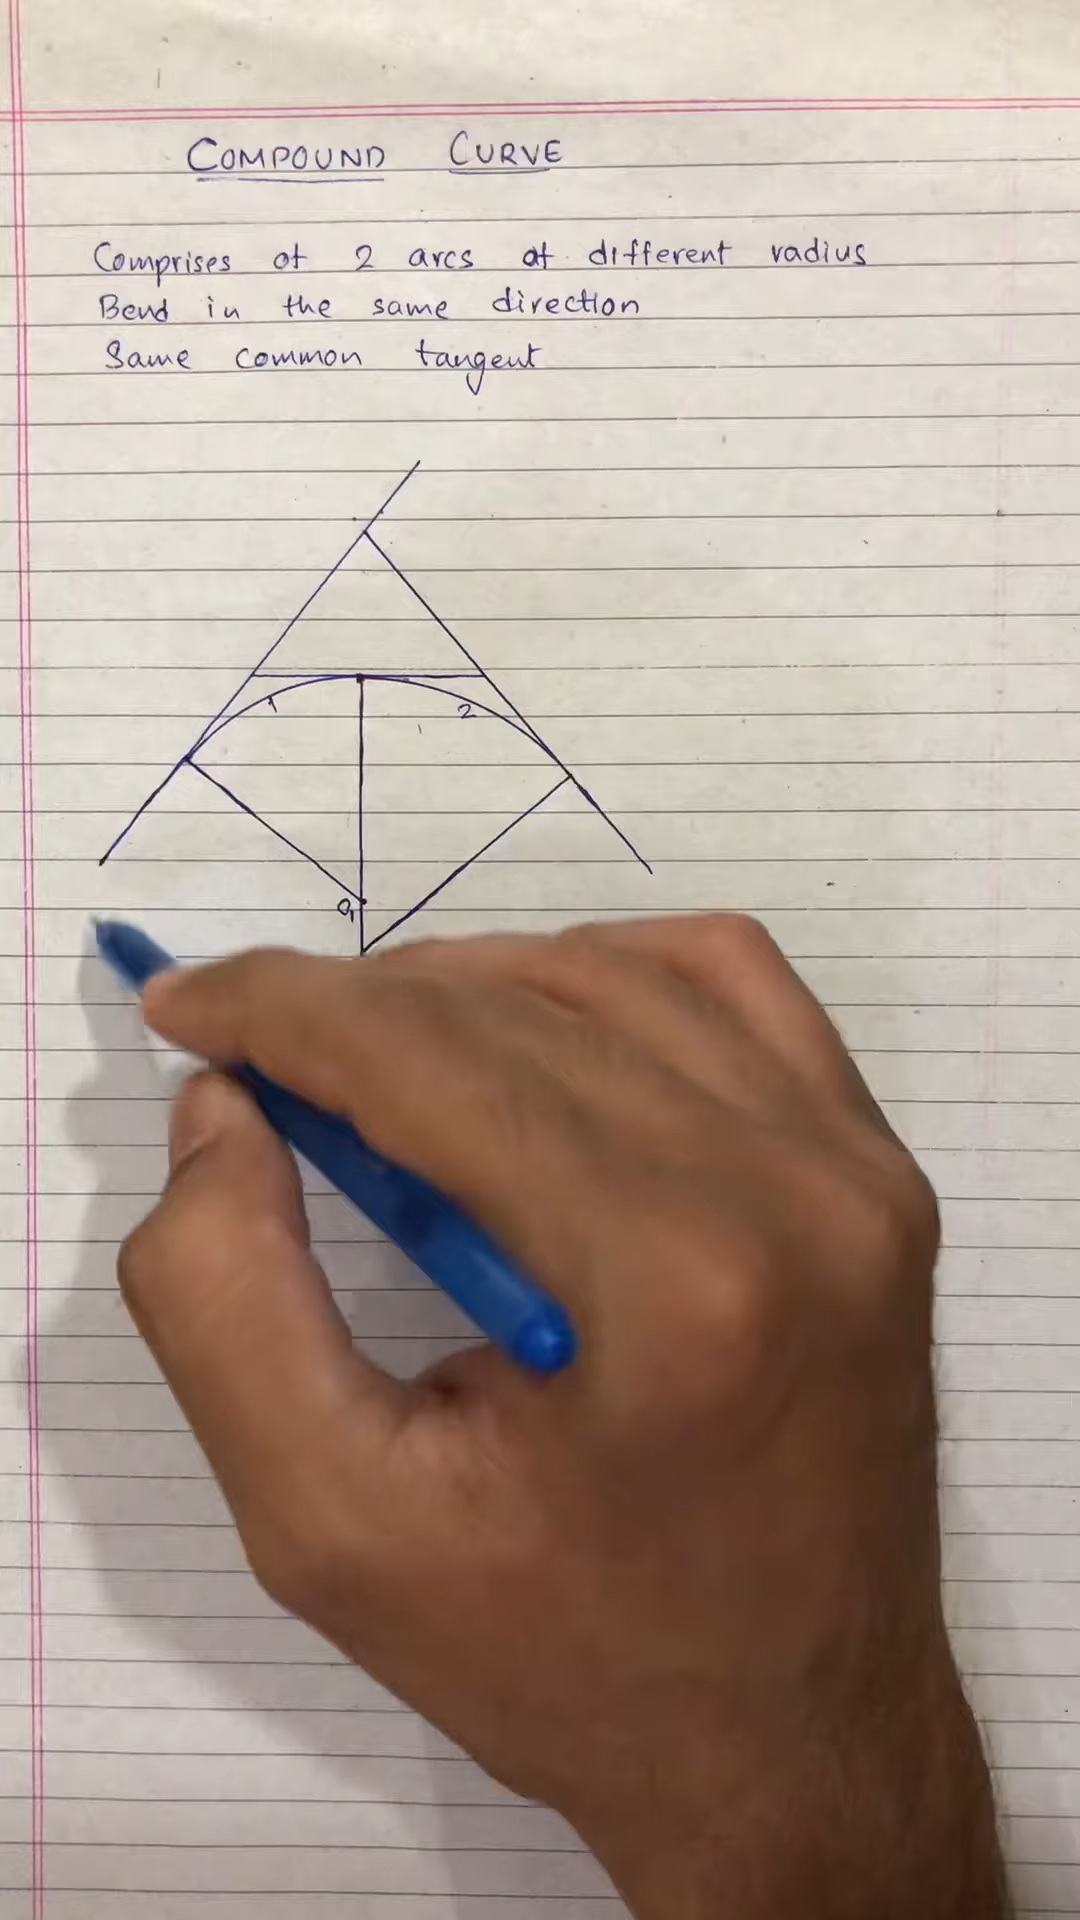 COMPOUND CURVE
Comprises of 2 arcs of different radius
Bend in the same direction
Same common tangent
1
2
O1